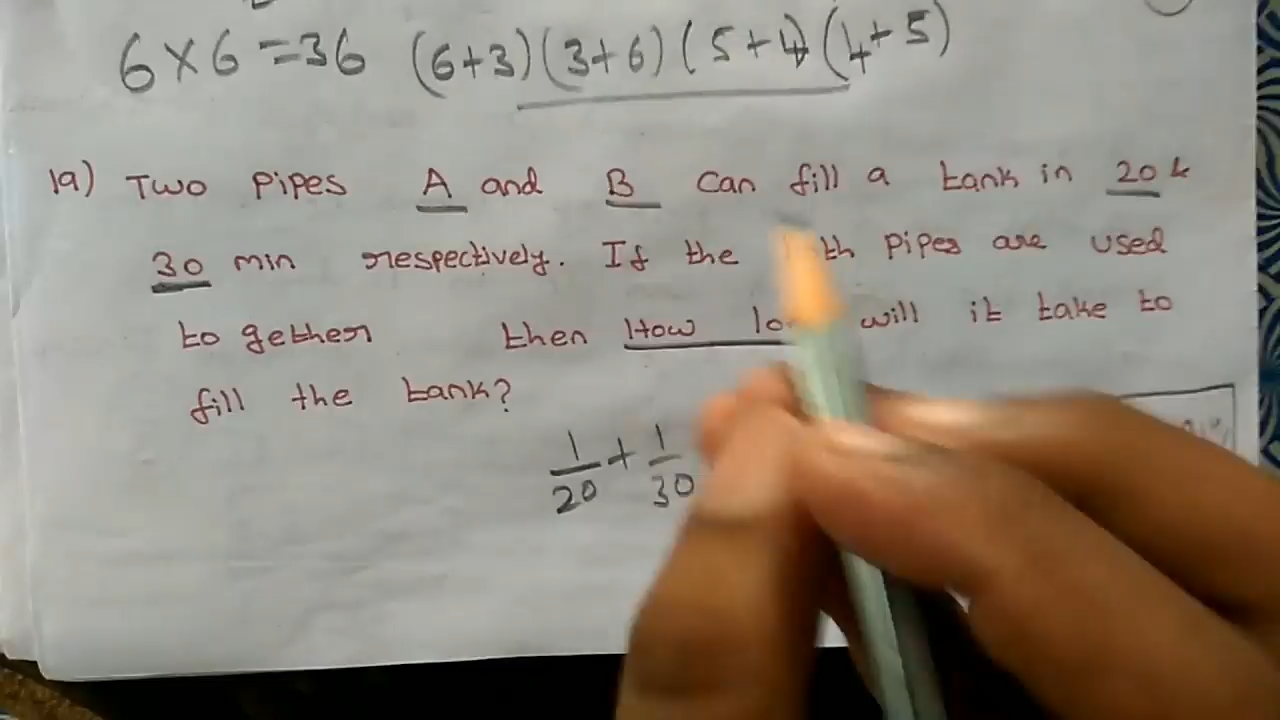 6×6=36 (6+3)(3+6)(5+4)(4+5)
19) Two pipes A and B can fill a tank in 20 &
30 min respectively. If the pipes are used
to gether then How will it take to
fill the tank?
1/20 + 1/30